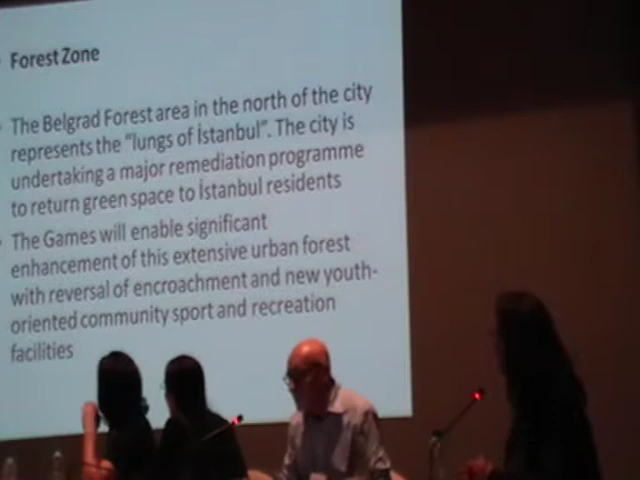 Forest Zone
The Belgrad Forest area in the north of the city
represents the "lungs of İstanbul". The city is
undertaking a major remediation programme
to return green space to İstanbul residents
The Games will enable significant
enhancement of this extensive urban forest
with reversal of encroachment and new youth-
oriented community sport and recreation
facilities